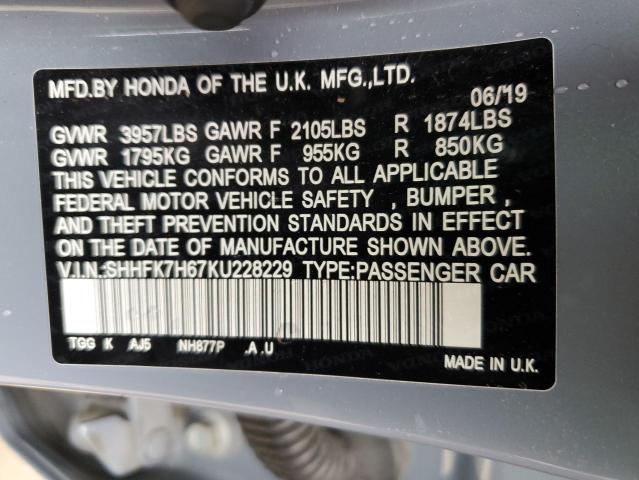 MFD.BY HONDA OF THE U.K. MFG.,LTD.
06/19
GVWR 3957LBS GAWR F 2105LBS R 1874LBS
GVWR 1795KG GAWR F 955KG R 850KG
THIS VEHICLE CONFORMS TO ALL APPLICABLE
FEDERAL MOTOR VEHICLE SAFETY , BUMPER ,
AND THEFT PREVENTION STANDARDS IN EFFECT
ON THE DATE OF MANUFACTURE SHOWN ABOVE.
V.I.N.:SHHFK7H67KU228229 TYPE:PASSENGER CAR
TGG K AJ5 NH877P .A .U
MADE IN U.K.